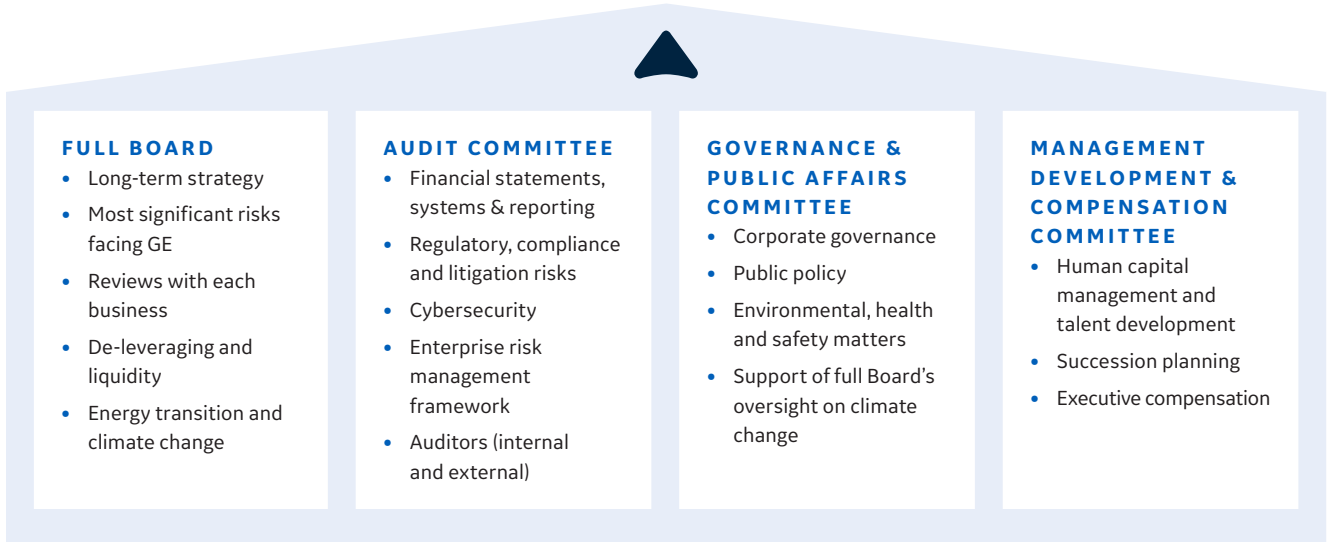 FULL BOARD
• Long-term strategy
• Most significant risks
facing GE
• Reviews with each
business
• De-leveraging and
liquidity
• Energy transition and
climate change
AUDIT COMMITTEE
• Financial statements,
systems & reporting
• Regulatory, compliance
and litigation risks
• Cybersecurity
• Enterprise risk
management
framework
• Auditors (internal
and external)
GOVERNANCE &
PUBLIC AFFAIRS
COMMITTEE
• Corporate governance
• Public policy
• Environmental, health
and safety matters
• Support of full Board’s
oversight on climate
change
MANAGEMENT
DEVELOPMENT &
COMPENSATION
COMMITTEE
• Human capital
management and
talent development
• Succession planning
• Executive compensation